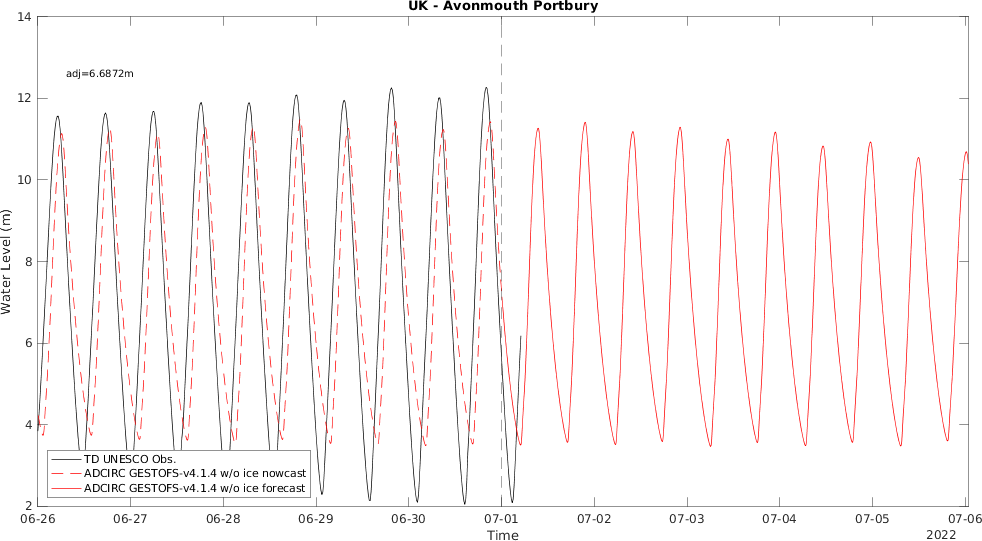 UK - Avonmouth Portbury
14
12
10
8
6
4
2
Water Level (m)
adj=6.6872m
TD UNESCO Obs.
ADCIRC GESTOFS-v4.1.4 w/o ice nowcast
ADCIRC GESTOFS-v4.1.4 w/o ice forecast
06-26 06-27 06-28 06-29 06-30 07-01 07-02 07-03 07-04 07-05 07-06
Time
2022